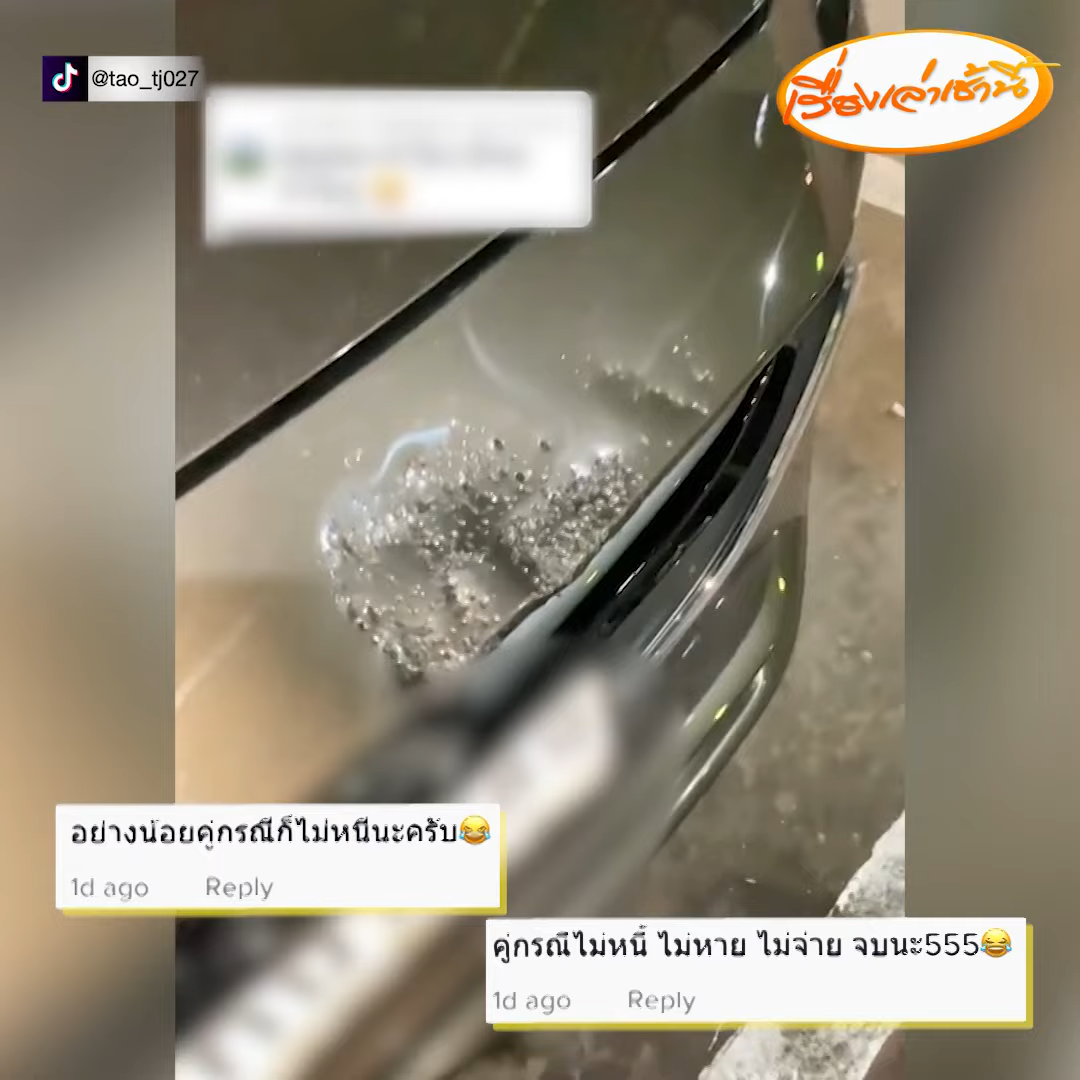 @tao_tj027
เรื่องเล่าเช้านี้
อย่างน้อยคู่กรณีก็ไม่หนีนะครับ😂
1d ago Reply
คู่กรณีไม่หนี ไม่หาย ไม่จ่าย จบนะ555😂
1d ago Reply